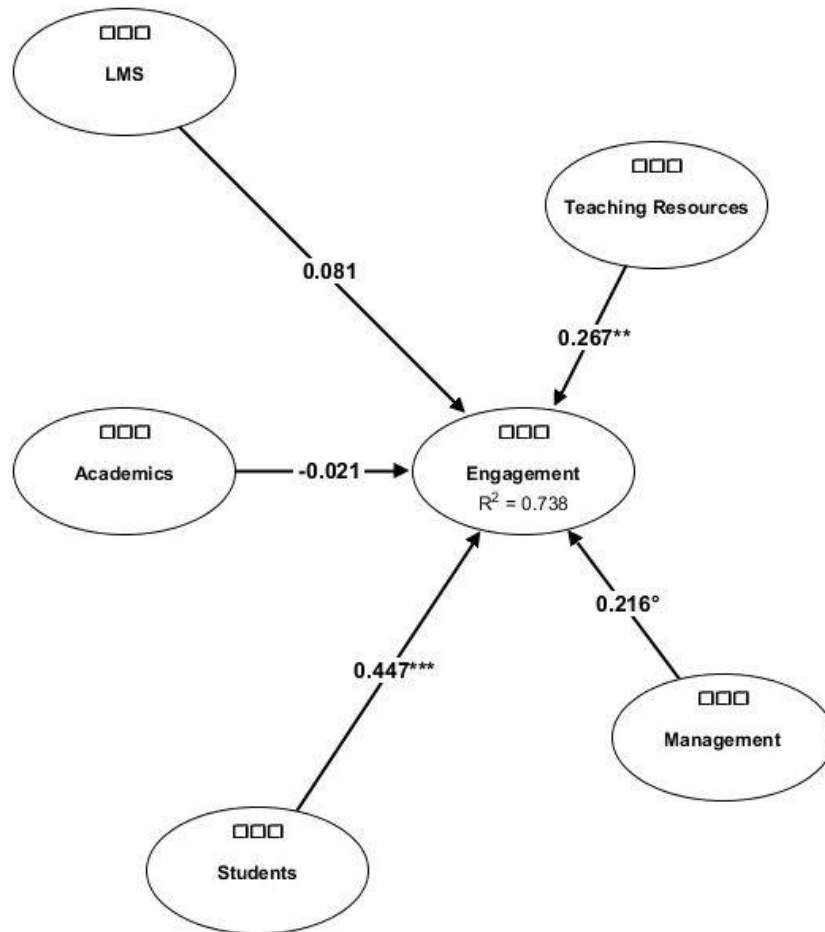 □□□
LMS
□□□
Teaching Resources
0.081
0.267**
□□□
Academics
-0.021
□□□
Engagement
R² = 0.738
0.216°
0.447***
□□□
Management
□□□
Students